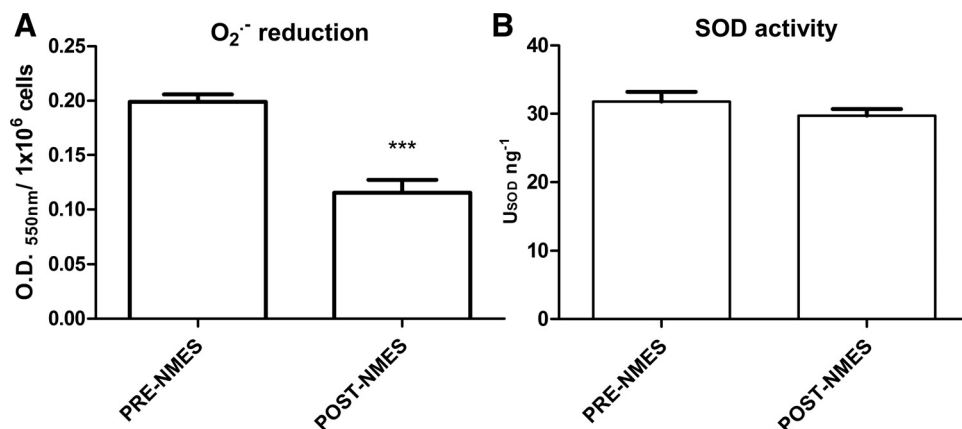 A
O₂·⁻ reduction
O.D. 550nm/ 1x10⁶ cells
0.25
0.20
0.15
0.10
0.05
0.00
***
PRE-NMES
POST-NMES
B
SOD activity
U_SOD ng⁻¹
40
30
20
10
0
PRE-NMES
POST-NMES